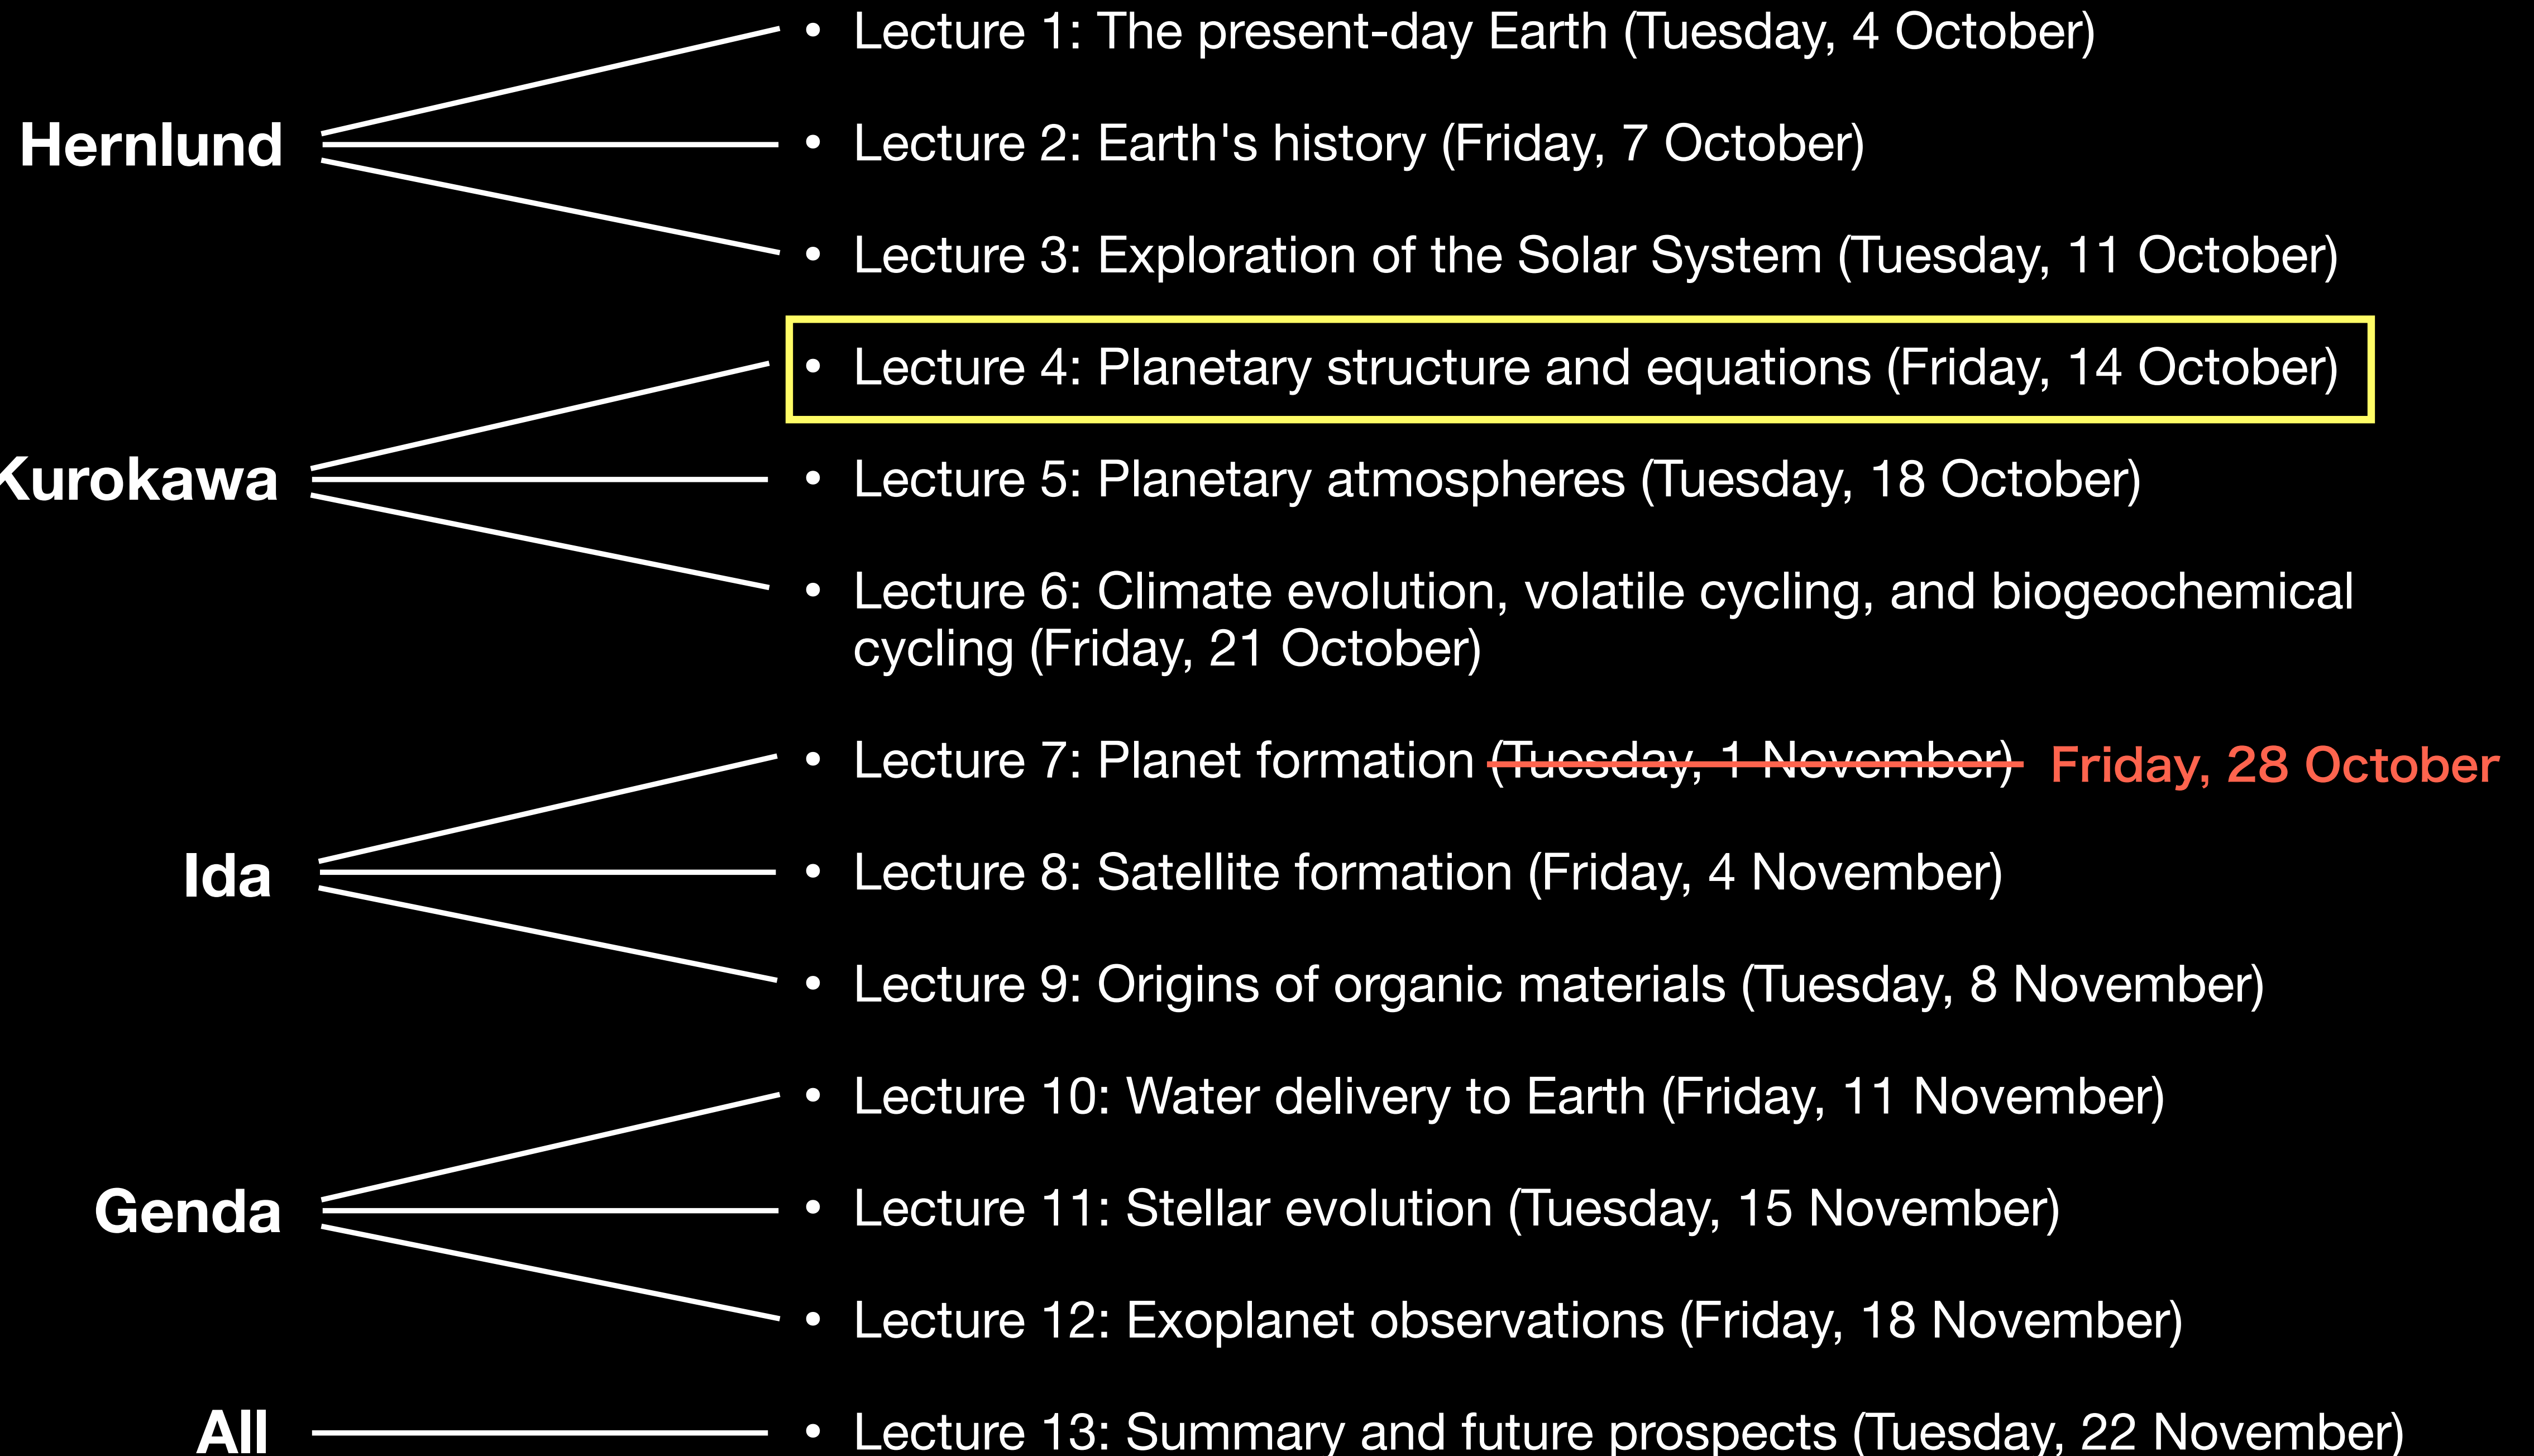 • Lecture 1: The present-day Earth (Tuesday, 4 October)
Hernlund • Lecture 2: Earth's history (Friday, 7 October)
• Lecture 3: Exploration of the Solar System (Tuesday, 11 October)
• Lecture 4: Planetary structure and equations (Friday, 14 October)
Kurokawa • Lecture 5: Planetary atmospheres (Tuesday, 18 October)
• Lecture 6: Climate evolution, volatile cycling, and biogeochemical
cycling (Friday, 21 October)
• Lecture 7: Planet formation (Tuesday, 1 November) Friday, 28 October
Ida • Lecture 8: Satellite formation (Friday, 4 November)
• Lecture 9: Origins of organic materials (Tuesday, 8 November)
• Lecture 10: Water delivery to Earth (Friday, 11 November)
Genda • Lecture 11: Stellar evolution (Tuesday, 15 November)
• Lecture 12: Exoplanet observations (Friday, 18 November)
All • Lecture 13: Summary and future prospects (Tuesday, 22 November)